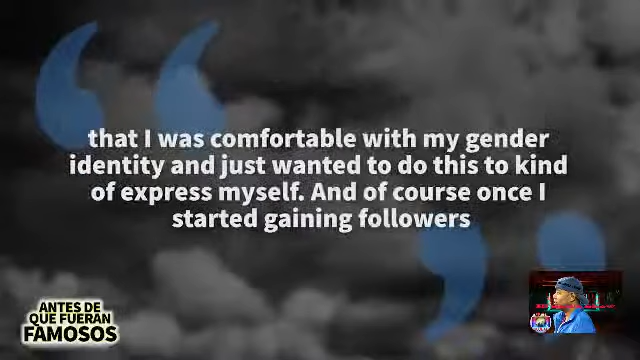 that I was comfortable with my gender
identity and just wanted to do this to kind
of express myself. And of course once I
started gaining followers
ANTES DE
QUE FUERAN
FAMOSOS